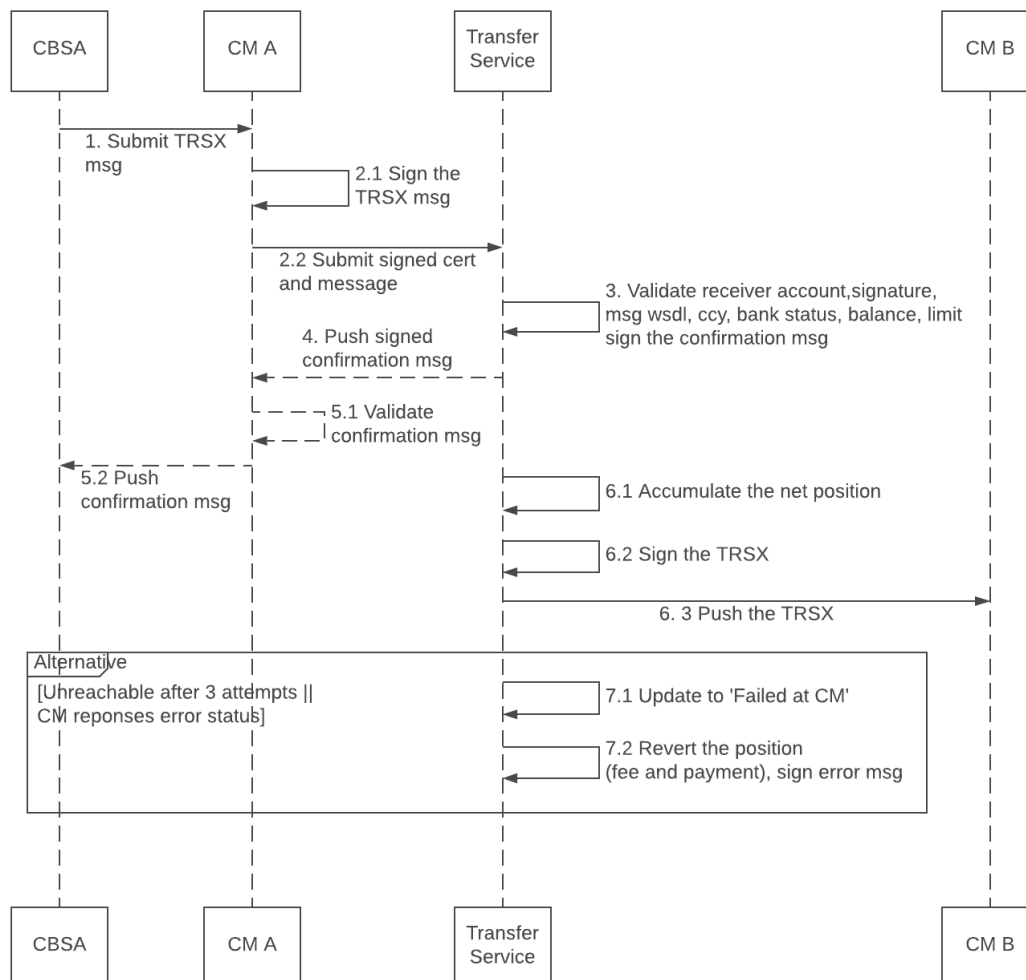 CBSA
CM A
Transfer
Service
CM B
1. Submit TRSX
msg
2.1 Sign the
TRSX msg
2.2 Submit signed cert
and message
3. Validate receiver account,signature,
msg wsdl, ccy, bank status, balance, limit
sign the confirmation msg
4. Push signed
confirmation msg
5.1 Validate
confirmation msg
5.2 Push
confirmation msg
6.1 Accumulate the net position
6.2 Sign the TRSX
6. 3 Push the TRSX
Alternative
[Unreachable after 3 attempts ||
CM reponses error status]
7.1 Update to 'Failed at CM'
7.2 Revert the position
(fee and payment), sign error msg
CBSA
CM A
Transfer
Service
CM B